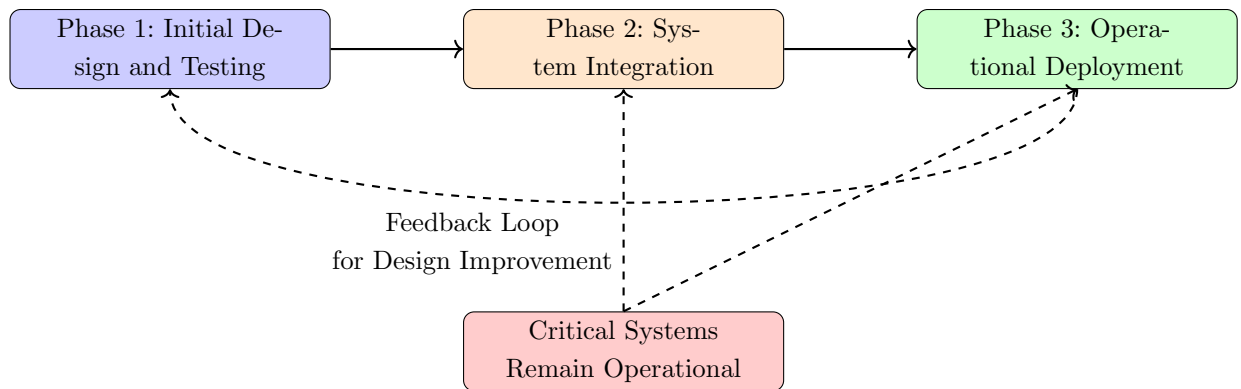 Phase 1: Initial De-
sign and Testing
Phase 2: Sys-
tem Integration
Phase 3: Opera-
tional Deployment
Feedback Loop
for Design Improvement
Critical Systems
Remain Operational